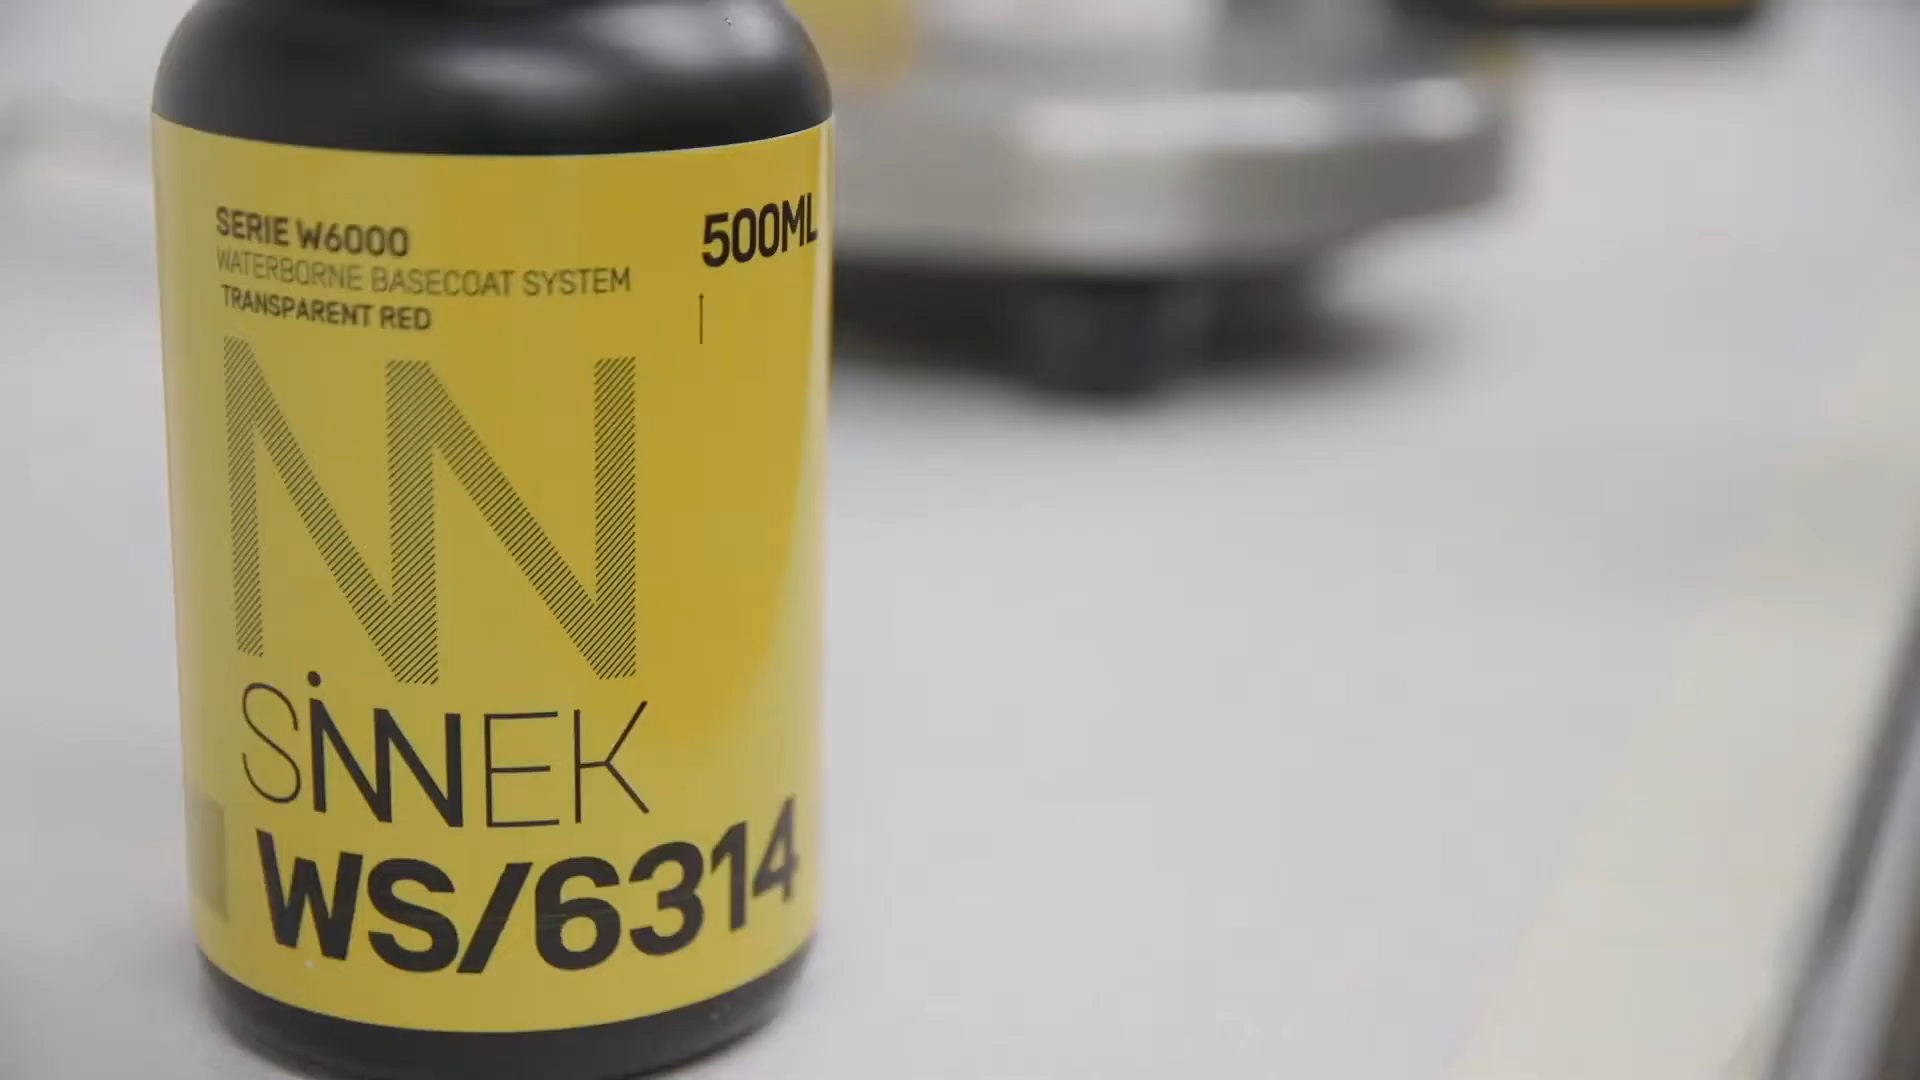 SERIE W6000
WATERBORNE BASECOAT SYSTEM
TRANSPARENT RED
500ML
SINNEK
WS/6314